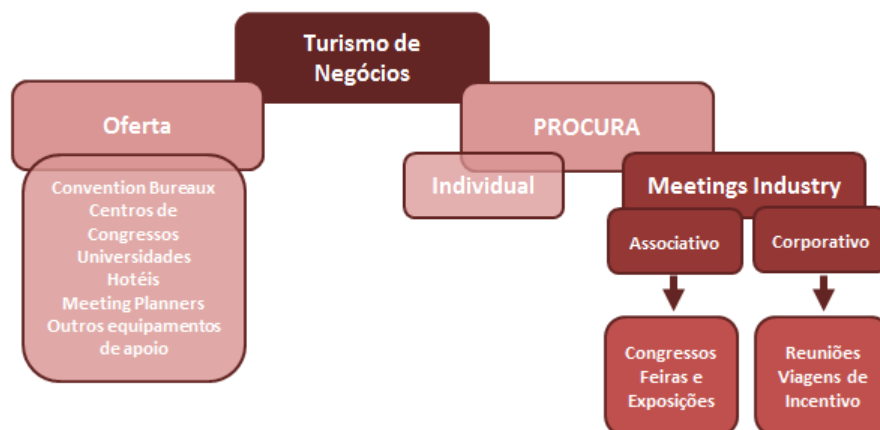 Turismo de
Negócios
Oferta
Convention Bureaux
Centros de
Congressos
Universidades
Hotéis
Meeting Planners
Outros equipamentos
de apoio
PROCURA
Individual
Meetings Industry
Associativo
Corporativo
Congressos
Feiras e
Exposições
Reuniões
Viagens de
Incentivo